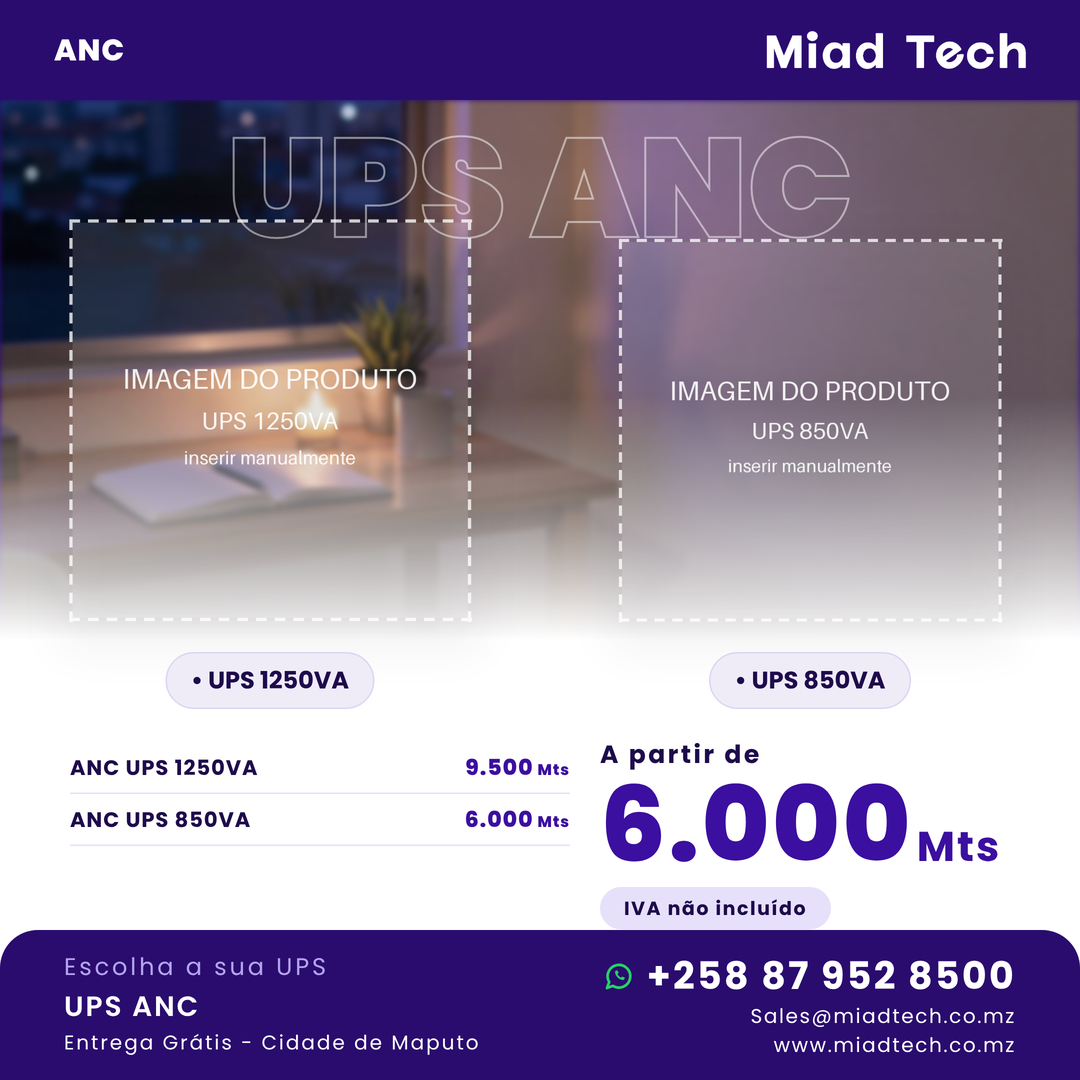 ANC
Miad Tech
UPS ANC
IMAGEM DO PRODUTO
UPS 1250VA
inserir manualmente
IMAGEM DO PRODUTO
UPS 850VA
inserir manualmente
• UPS 1250VA
• UPS 850VA
ANC UPS 1250VA 9.500 Mts
ANC UPS 850VA 6.000 Mts
A partir de
6.000 Mts
IVA não incluído
Escolha a sua UPS
UPS ANC
Entrega Grátis - Cidade de Maputo
+258 87 952 8500
Sales@miadtech.co.mz
www.miadtech.co.mz